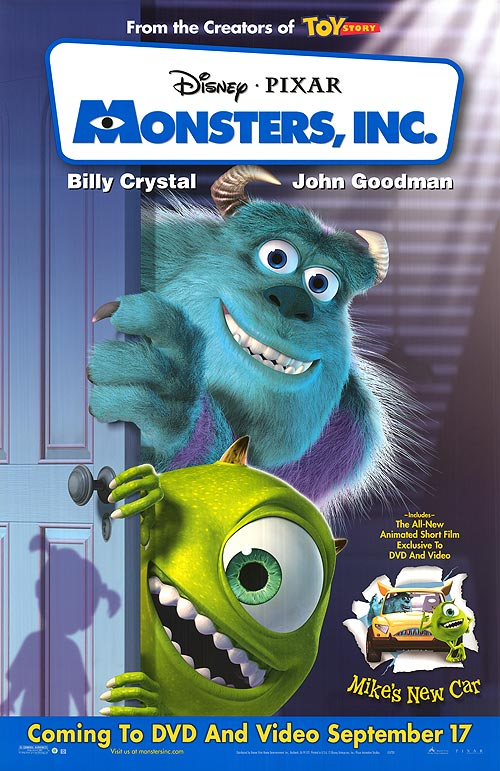 From the Creators of TOY STORY
Disney · PIXAR
MONSTERS, INC.
Billy Crystal John Goodman
~Includes~
The All-New
Animated Short Film
Exclusive To
DVD And Video
Mike's New Car
Coming To DVD And Video September 17
Visit us at monstersinc.com
PIXAR